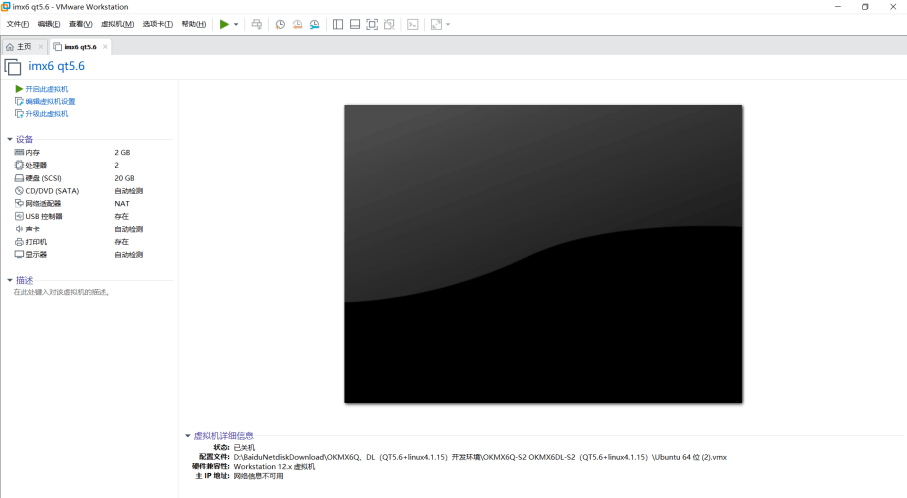 imx6 qt5.6 - VMware Workstation
文件(F) 编辑(E) 查看(V) 虚拟机(M) 选项卡(T) 帮助(H)
主页 imx6 qt5.6
imx6 qt5.6
开启此虚拟机
编辑虚拟机设置
升级此虚拟机
设备
内存 2 GB
处理器 2
硬盘 (SCSI) 20 GB
CD/DVD (SATA) 自动检测
网络适配器 NAT
USB 控制器 存在
声卡 自动检测
打印机 存在
显示器 自动检测
描述
在此处键入对该虚拟机的描述。
虚拟机详细信息
状态: 已关机
配置文件: D:\BaiduNetdiskDownload\OKMX6Q、DL（QT5.6+linux4.1.15）开发环境\OKMX6Q-S2 OKMX6DL-S2（QT5.6+linux4.1.15）\Ubuntu 64 位 (2).vmx
硬件兼容性: Workstation 12.x 虚拟机
主 IP 地址: 网络信息不可用